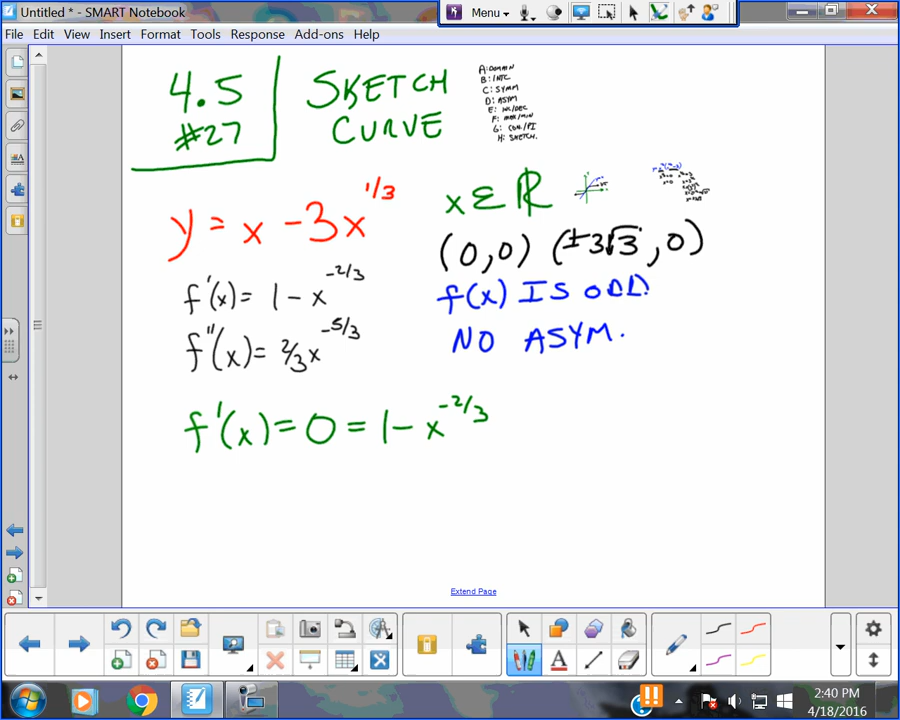 Untitled * - SMART Notebook
Menu
File Edit View Insert Format Tools Response Add-ons Help
4.5
#27
SKETCH
CURVE
A: DOMAIN
B: INTC
C: SYMM
D: ASYM
E: INC/DEC
F: MAX/MIN
G: CON./PI
H: SKETCH.
y = x - 3x^1/3
x ∈ ℝ
(0,0) (±3√3, 0)
f'(x) = 1 - x^-2/3
f(x) IS ODD.
f''(x) = 2/3 x^-5/3
NO ASYM.
f'(x) = 0 = 1 - x^-2/3
Extend Page
2:40 PM
4/18/2016